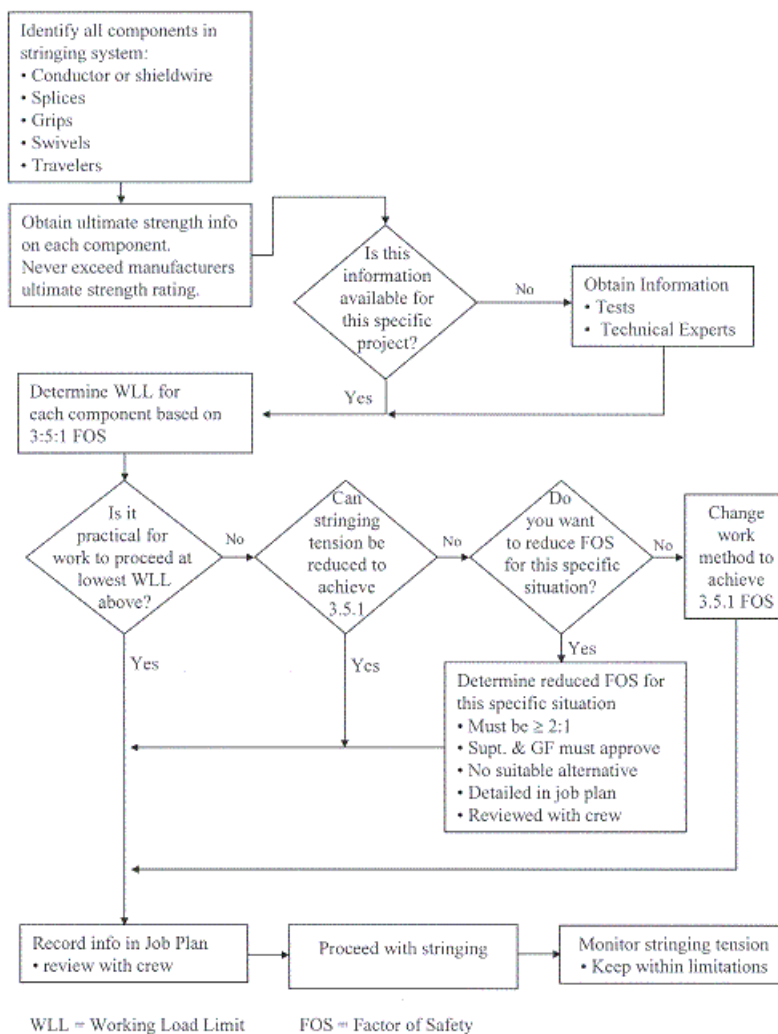 Identify all components in
stringing system:
• Conductor or shieldwire
• Splices
• Grips
• Swivels
• Travelers
Obtain ultimate strength info
on each component.
Never exceed manufacturers
ultimate strength rating.
Is this
information
available for
this specific
project?
No
Obtain Information
• Tests
• Technical Experts
Yes
Determine WLL for
each component based on
3:5:1 FOS
Is it
practical for
work to proceed at
lowest WLL
above?
No
Can
stringing
tension be
reduced to
achieve
3.5.1
No
Do
you want
to reduce FOS
for this specific
situation?
No
Change
work
method to
achieve
3.5.1 FOS
Yes
Yes
Yes
Determine reduced FOS for
this specific situation
• Must be ≥ 2:1
• Supt. & GF must approve
• No suitable alternative
• Detailed in job plan
• Reviewed with crew
Record info in Job Plan
• review with crew
Proceed with stringing
Monitor stringing tension
• Keep within limitations
WLL = Working Load Limit FOS = Factor of Safety